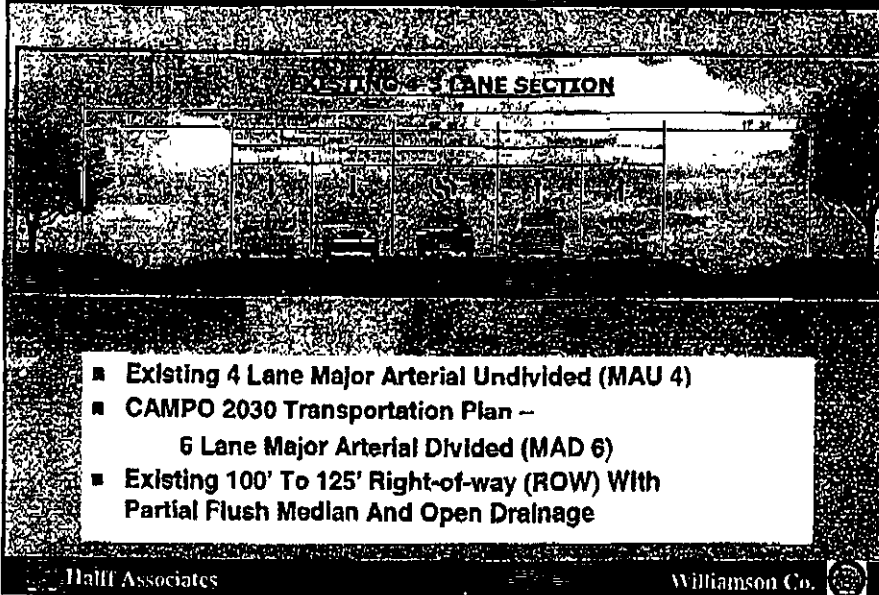 EXISTING 4-5 LANE SECTION
■ Existing 4 Lane Major Arterial Undivided (MAU 4)
■ CAMPO 2030 Transportation Plan –
6 Lane Major Arterial Divided (MAD 6)
■ Existing 100' To 125' Right-of-way (ROW) With
Partial Flush Median And Open Drainage
Halff Associates
Williamson Co.